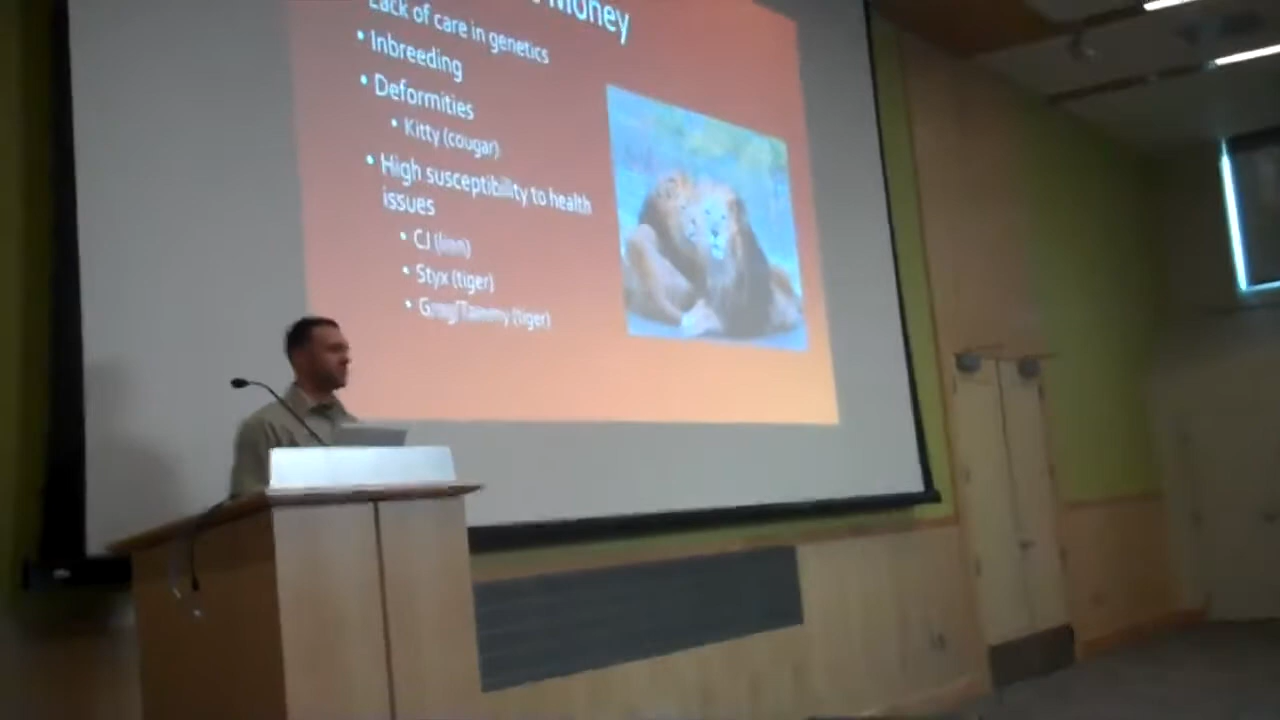 Money
Lack of care in genetics
• Inbreeding
• Deformities
• Kitty (cougar)
• High susceptibility to health
issues
• CJ (lion)
• Styx (tiger)
• (tiger)